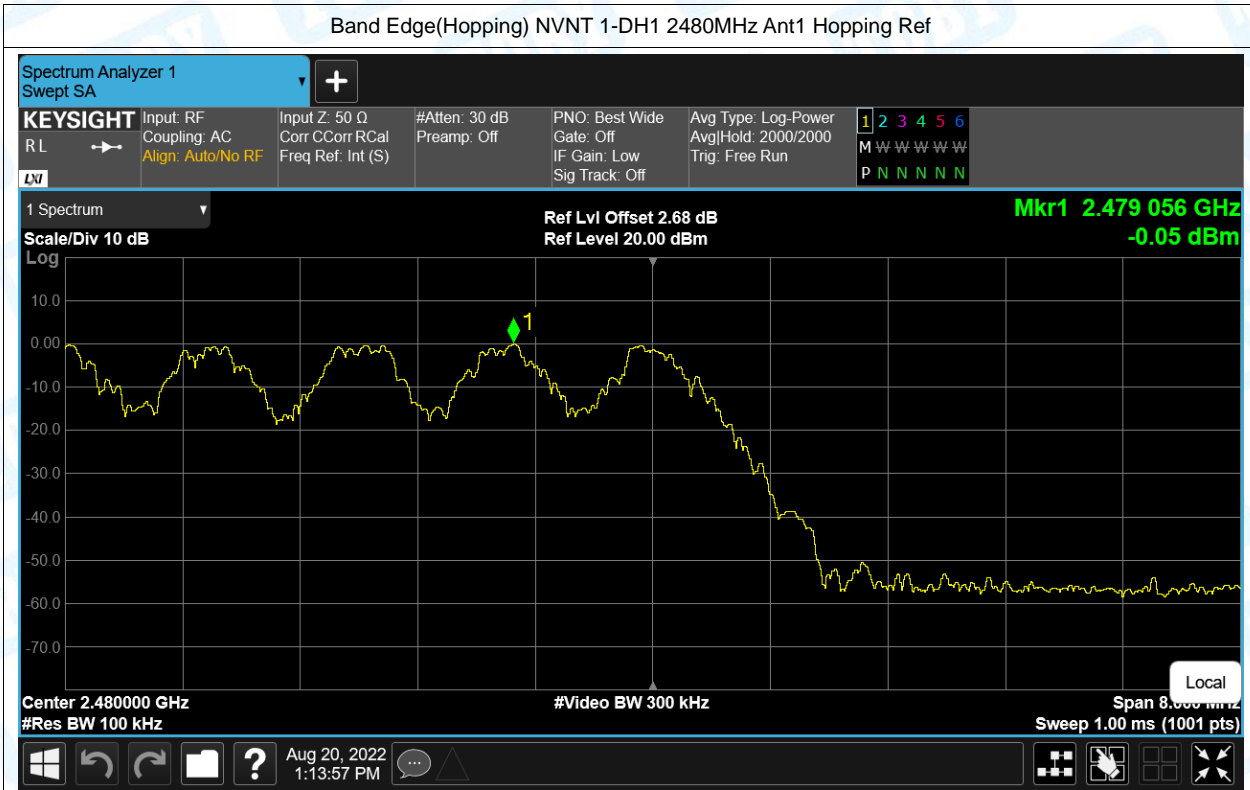 Band Edge(Hopping) NVNT 1-DH1 2480MHz Ant1 Hopping Ref
Spectrum Analyzer 1
Swept SA
+
KEYSIGHT
R L
LXI
Input: RF
Coupling: AC
Align: Auto/No RF
Input Z: 50 Ω
Corr CCorr RCal
Freq Ref: Int (S)
#Atten: 30 dB
Preamp: Off
PNO: Best Wide
Gate: Off
IF Gain: Low
Sig Track: Off
Avg Type: Log-Power
Avg|Hold: 2000/2000
Trig: Free Run
1 2 3 4 5 6
M W W W W W
P N N N N N
1 Spectrum
Scale/Div 10 dB
Log
Ref Lvl Offset 2.68 dB
Ref Level 20.00 dBm
Mkr1 2.479 056 GHz
-0.05 dBm
10.0
1
0.00
-10.0
-20.0
-30.0
-40.0
-50.0
-60.0
-70.0
Local
Center 2.480000 GHz
#Video BW 300 kHz
Span 8.000 MHz
#Res BW 100 kHz
Sweep 1.00 ms (1001 pts)
?
Aug 20, 2022
1:13:57 PM